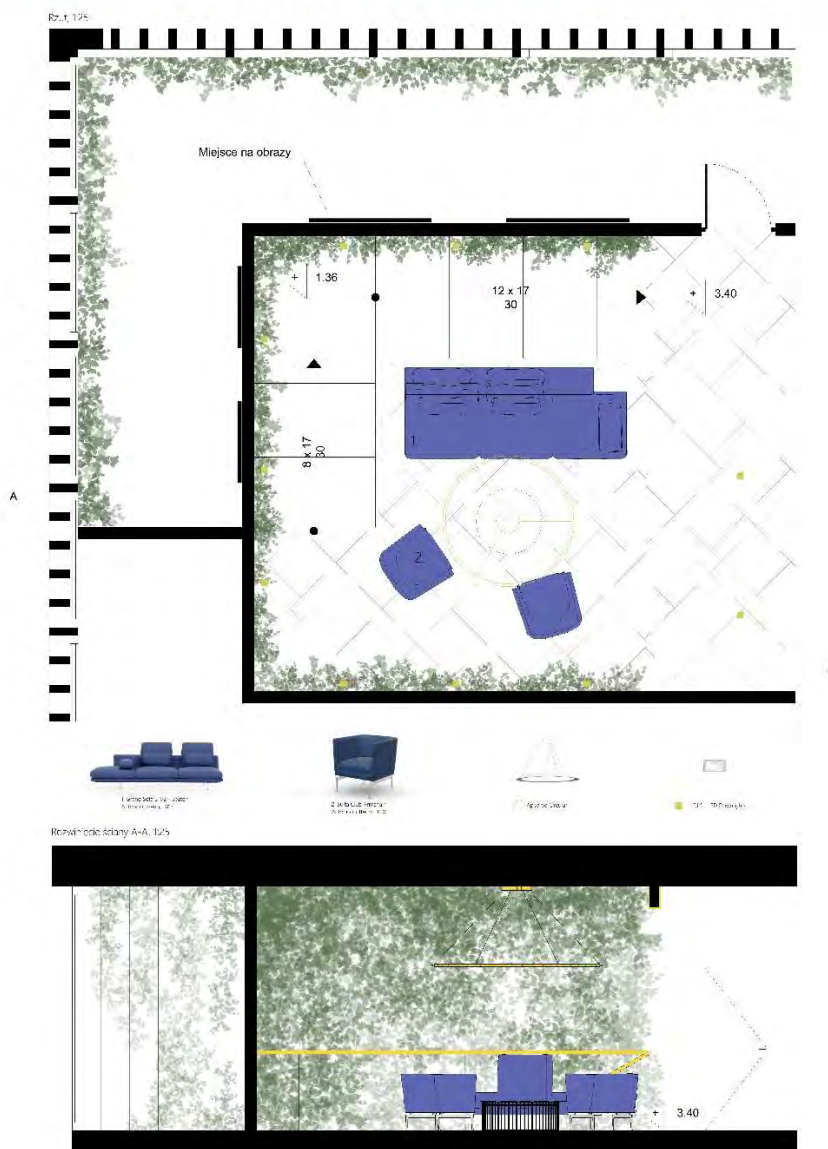 Rzut, 1:25
Miejsce na obrazy
+ 1.36
12 x 17
30
+ 3.40
8 x 17
30
1.
2.
A
Rozwinięcie ściany A-A, 1:25
+ 3.40